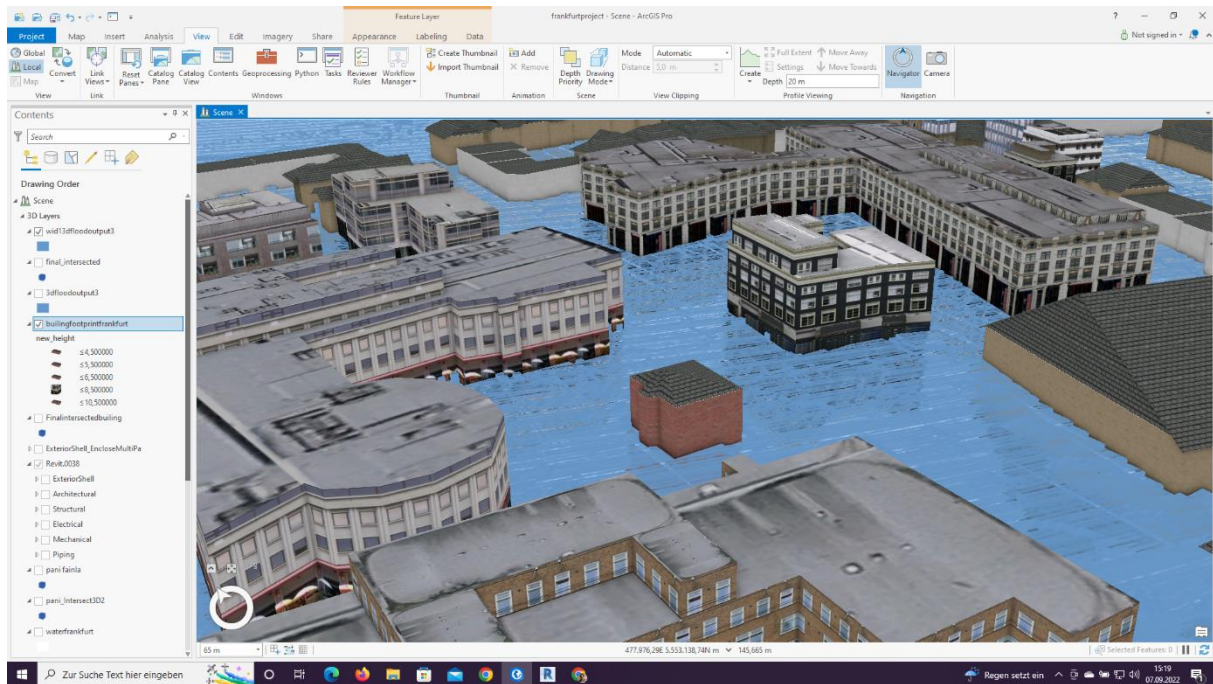 Feature Layer
frankfurtproject - Scene - ArcGIS Pro
?
Project Map Insert Analysis View Edit Imagery Share Appearance Labeling Data
Not signed in
Global
Local
Map
Convert
Link Views
Reset Panes
Catalog Pane
Catalog View
Contents
Geoprocessing
Python
Tasks
Reviewer Rules
Workflow Manager
Create Thumbnail
Import Thumbnail
Add
Remove
Depth Priority
Drawing Mode
Mode Automatic
Distance 5,0 m
Create
Full Extent
Move Away
Settings
Move Towards
Depth 20 m
Navigator
Camera
View
Link
Windows
Thumbnail
Animation
Scene
View Clipping
Profile Viewing
Navigation
Contents
Scene
Search
Drawing Order
Scene
3D Layers
wid13dfloodoutput3
final_intersected
3dfloodoutput3
builingfootprintfrankfurt
new_height
≤4,500000
≤5,500000
≤6,500000
≤8,500000
≤10,500000
Finalintersectedbuiling
ExteriorShell_EncloseMultiPa
Revit.0038
ExteriorShell
Architectural
Structural
Electrical
Mechanical
Piping
pani fainla
pani_Intersect3D2
waterfrankfurt
65 m
477.976,29E 5.553.138,74N m
145,665 m
Selected Features: 0
Zur Suche Text hier eingeben
R
Regen setzt ein
15:19
07.09.2022